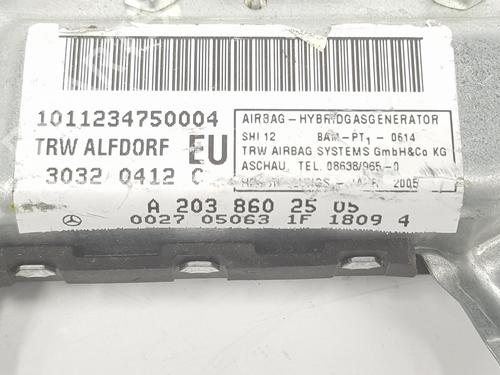 1011234750004
TRW ALFDORF EU
3032 0412 C
AIRBAG-HYBRIDGASGENERATOR
SHI 12 BAM-PT1-0614
TRW AIRBAG SYSTEMS GmbH&Co KG
ASCHAU, TEL. 08638/965-0
2005
A 203 860 25 05
0027 05063 1F 1809 4